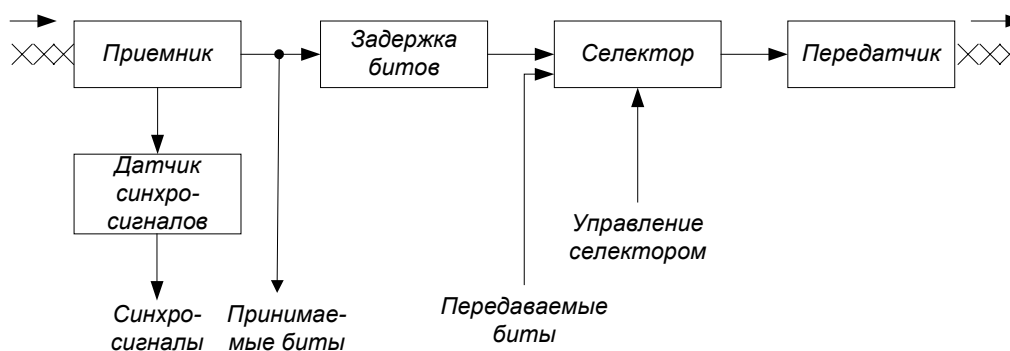 Приемник
Задержка
битов
Селектор
Передатчик
Датчик
синхро-
сигналов
Управление
селектором
Синхро-
сигналы
Принимае-
мые биты
Передаваемые
биты